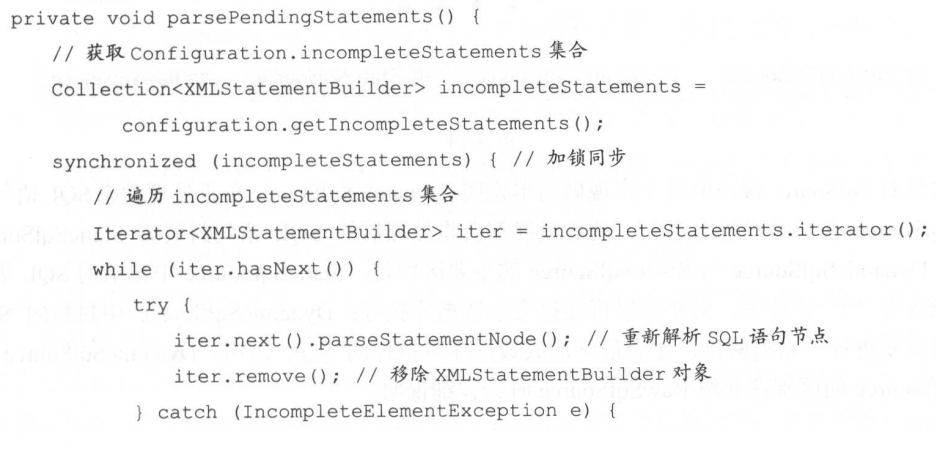 private void parsePendingStatements() {
// 获取 Configuration.incompleteStatements 集合
Collection<XMLStatementBuilder> incompleteStatements =
configuration.getIncompleteStatements();
synchronized (incompleteStatements) { // 加锁同步
// 遍历 incompleteStatements 集合
Iterator<XMLStatementBuilder> iter = incompleteStatements.iterator();
while (iter.hasNext()) {
try {
iter.next().parseStatementNode(); // 重新解析 SQL 语句节点
iter.remove(); // 移除 XMLStatementBuilder 对象
} catch (IncompleteElementException e) {